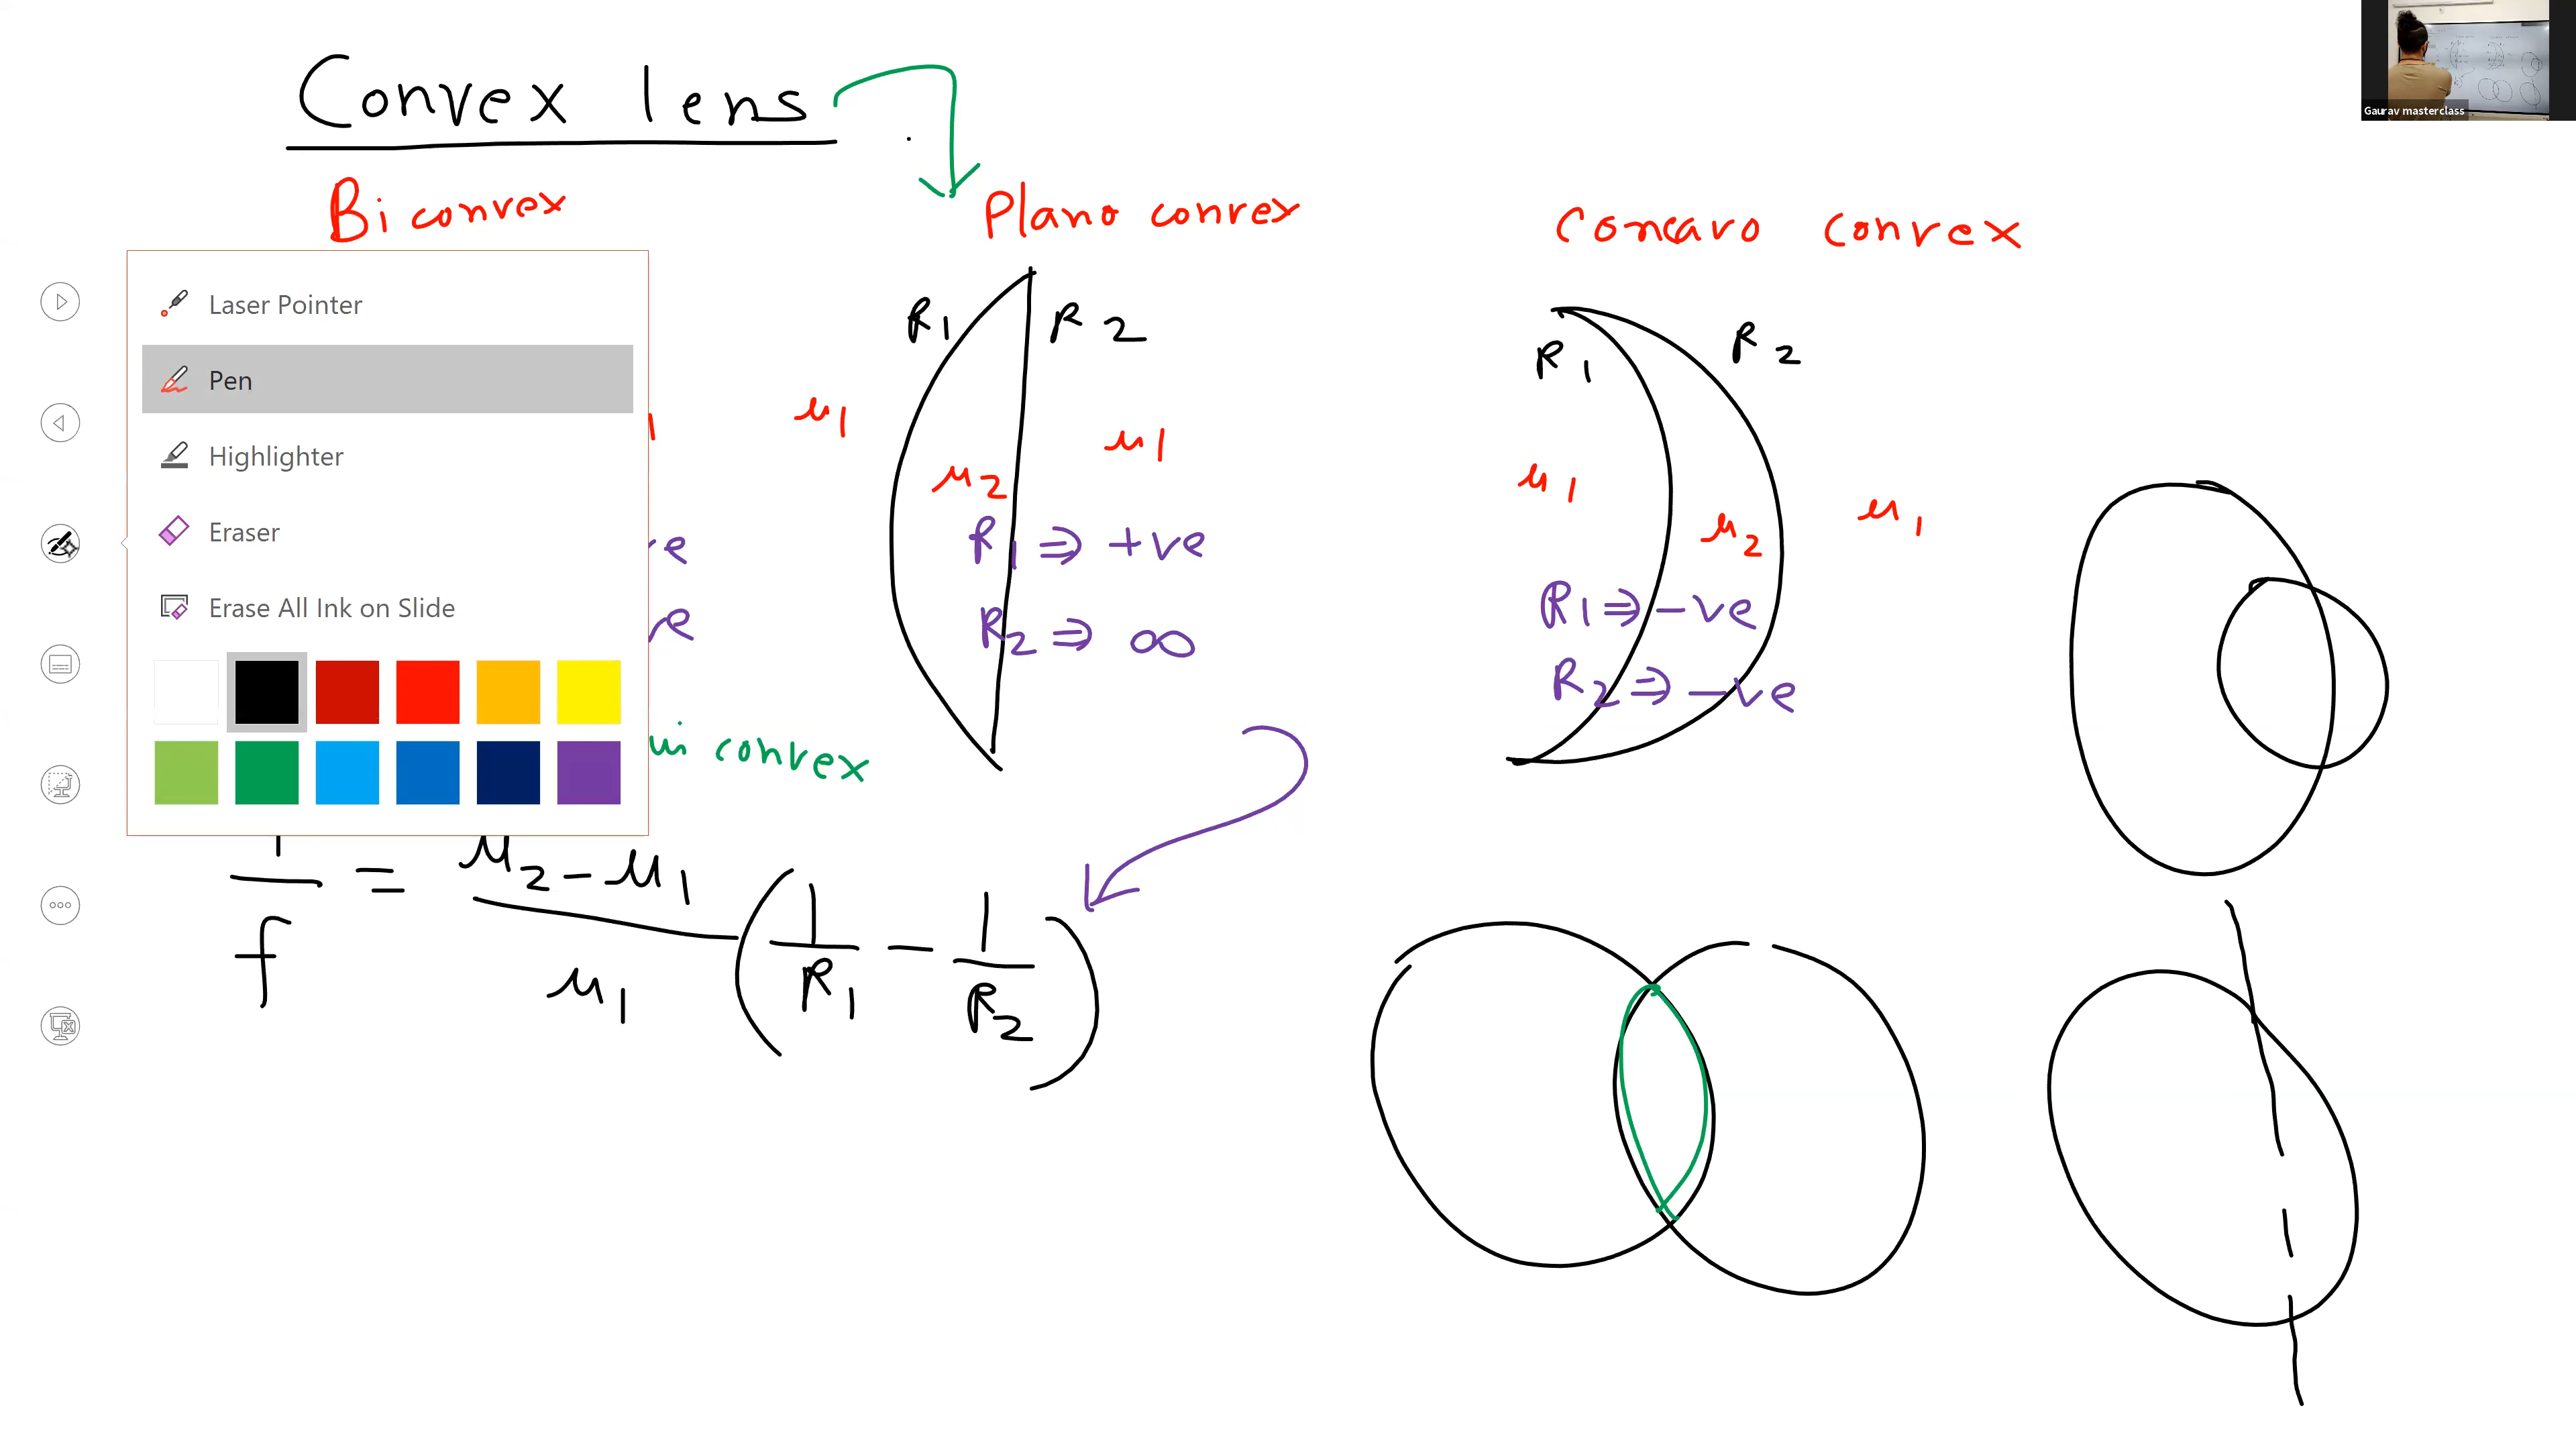 Convex lens
Gaurav masterclass
Bi convex
Plano convex
Concavo convex
Laser Pointer
Pen
Highlighter
Eraser
Erase All Ink on Slide
R1 R2
μ1 μ1
μ2
R1 ⇒ +ve
R2 ⇒ ∞
R1 R2
μ1 μ1
μ2
R1 ⇒ -ve
R2 ⇒ -ve
convex
1/f = μ2 - μ1 / μ1 (1/R1 - 1/R2)